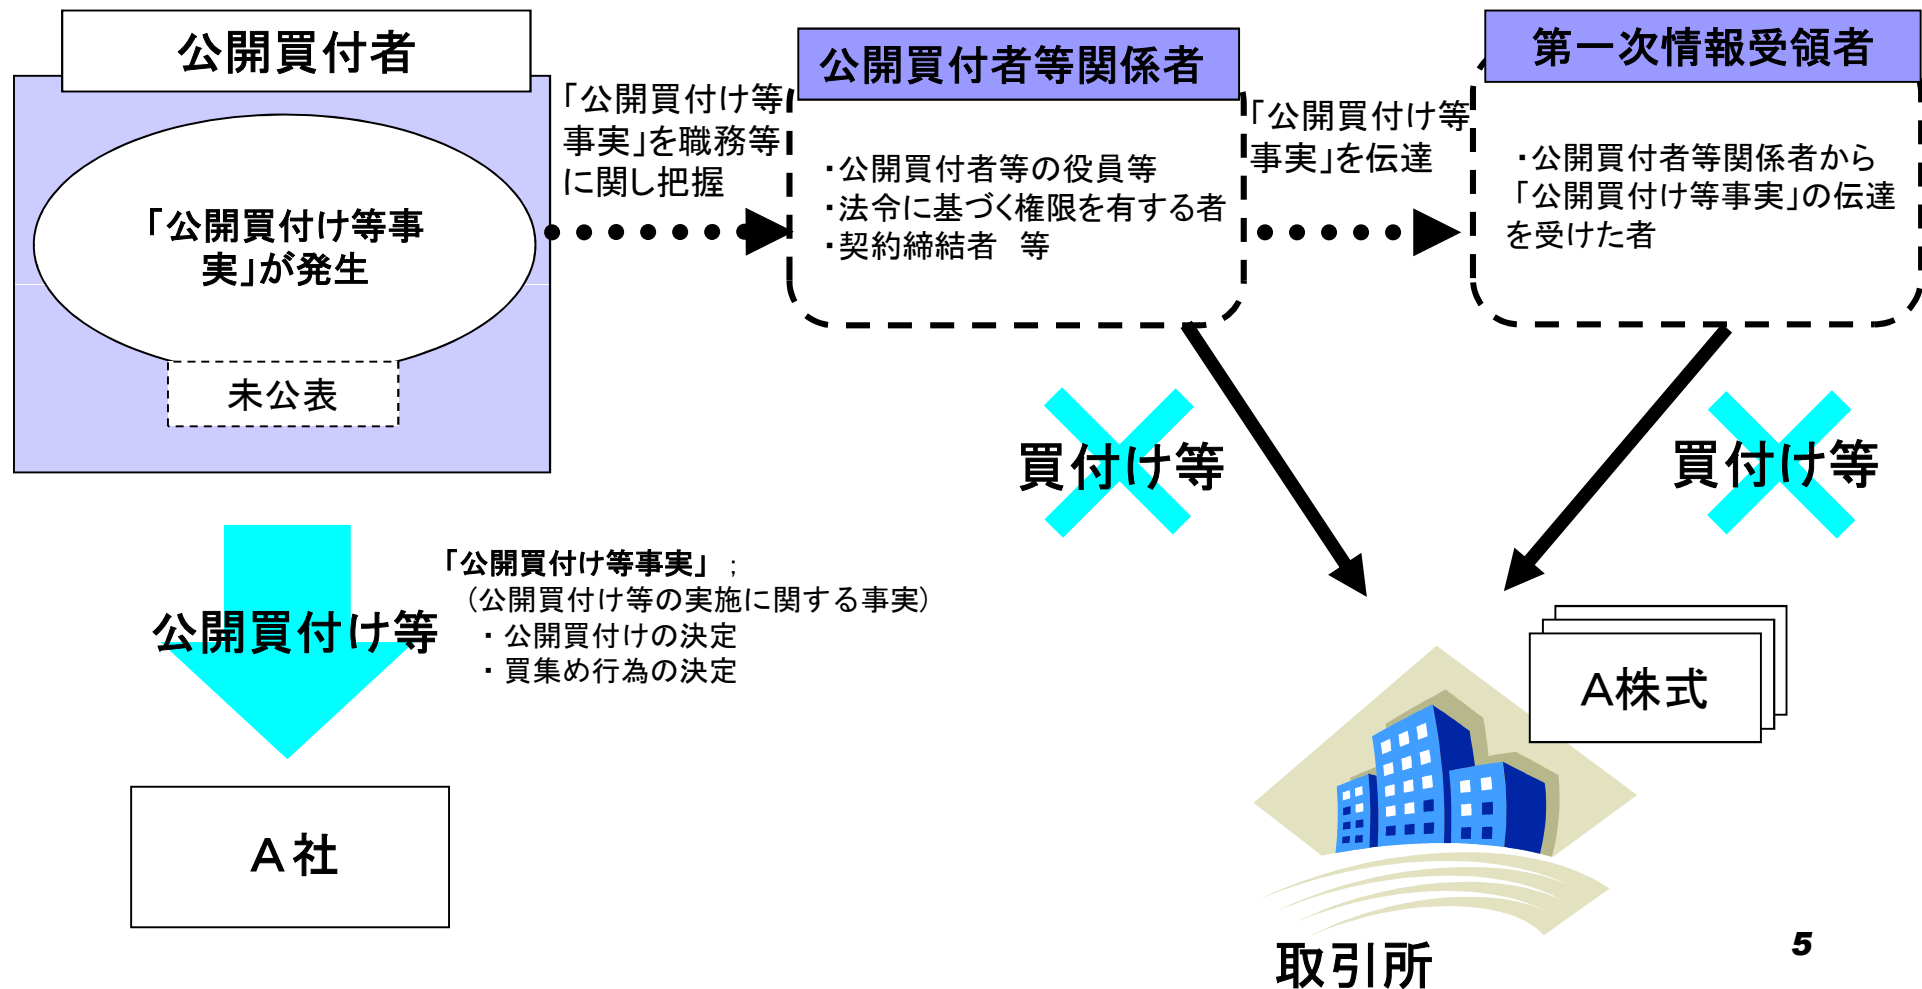 公開買付者
「公開買付け等事
実」が発生
未公表
「公開買付け等
事実」を職務等
に関し把握
公開買付者等関係者
・公開買付者等の役員等
・法令に基づく権限を有する者
・契約締結者　等
「公開買付け等
事実」を伝達
第一次情報受領者
・公開買付者等関係者から
「公開買付け等事実」の伝達
を受けた者
買付け等
買付け等
公開買付け等
「公開買付け等事実」；
（公開買付け等の実施に関する事実）
・公開買付けの決定
・買集め行為の決定
A株式
A社
取引所
5